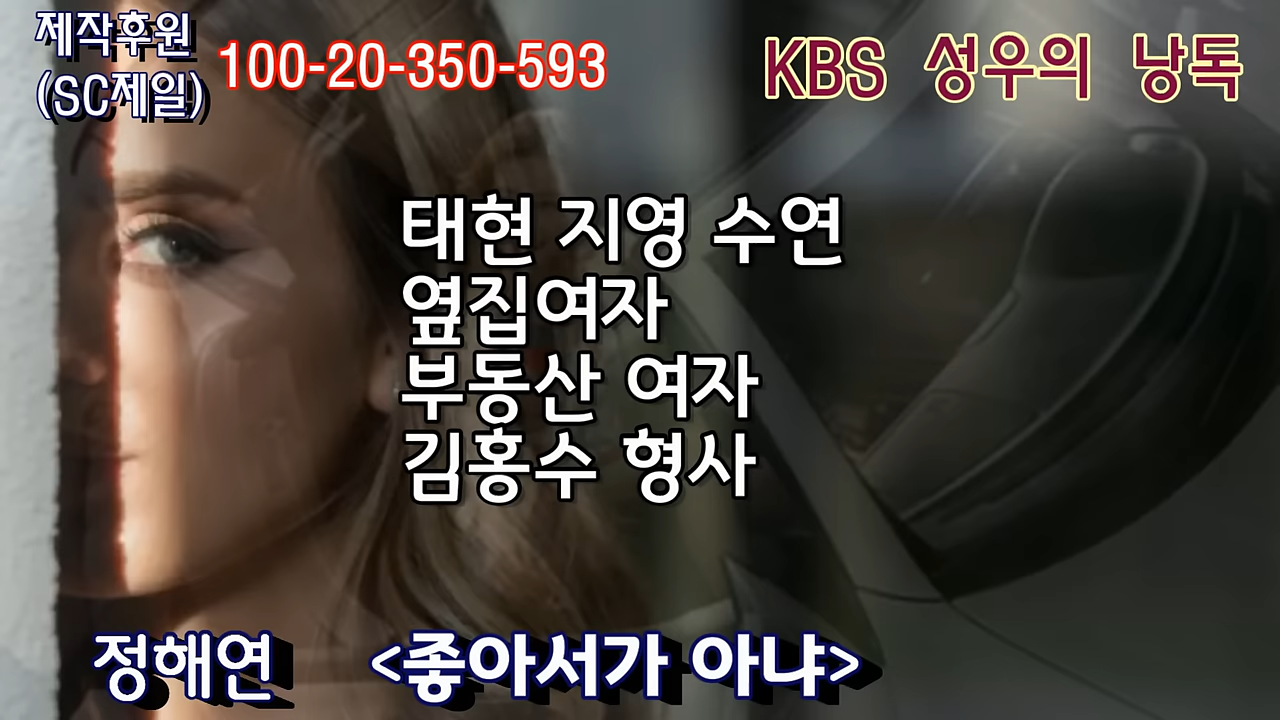 제작후원
(SC제일)
100-20-350-593
KBS 성우의 낭독
태현 지영 수연
옆집여자
부동산 여자
김홍수 형사
정해연 <좋아서가 아냐>